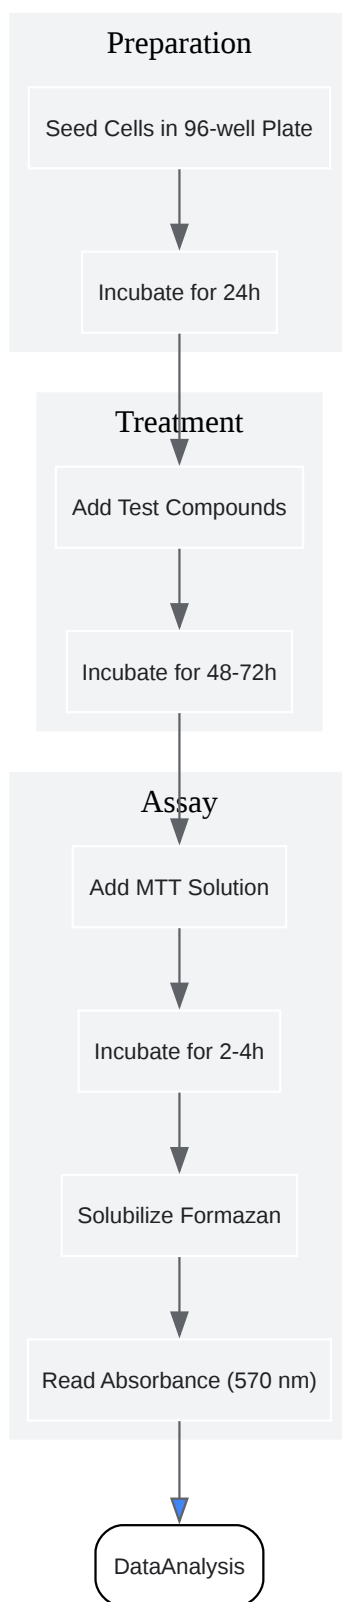 Preparation
Seed Cells in 96-well Plate
Incubate for 24h
Treatment
Add Test Compounds
Incubate for 48-72h
Assay
Add MTT Solution
Incubate for 2-4h
Solubilize Formazan
Read Absorbance (570 nm)
DataAnalysis